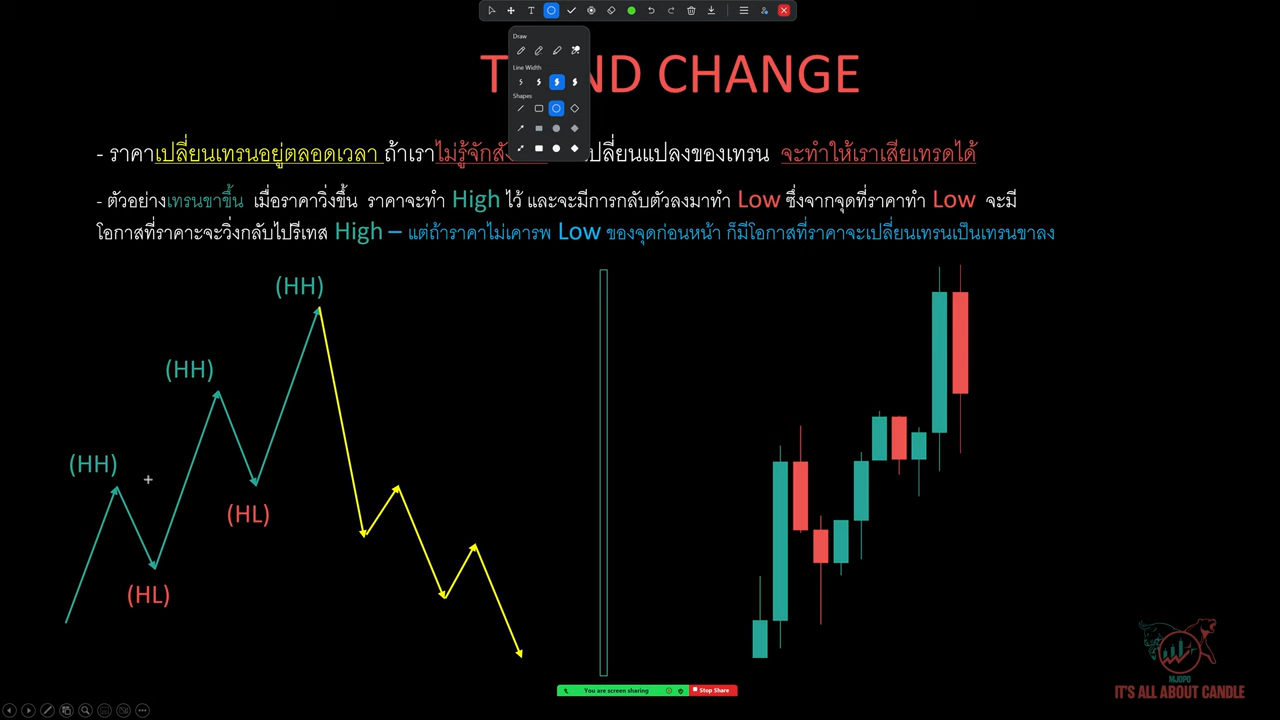 Draw
Line Width
Shapes
CHANGE
- ราคาเปลี่ยนเทรนอยู่ตลอดเวลา ถ้าเราไม่รู้จัก เปลี่ยนแปลงของเทรน จะทำให้เราเสียเทรดได้
- ตัวอย่างเทรนขาขึ้น เมื่อราคาวิ่งขึ้น ราคาจะทำ High ไว้ และจะมีการกลับตัวลงมาทำ Low ซึ่งจากจุดที่ราคาทำ Low จะมี
โอกาสที่ราคาะจะวิ่งกลับไปรีเทส High – แต่ถ้าราคาไม่เคารพ Low ของจุดก่อนหน้า ก็มีโอกาสที่ราคาจะเปลี่ยนเทรนเป็นเทรนขาลง
(HH)
(HH)
(HH)
(HL)
(HL)
You are screen sharing
Stop Share
MJOPO
IT'S ALL ABOUT CANDLE